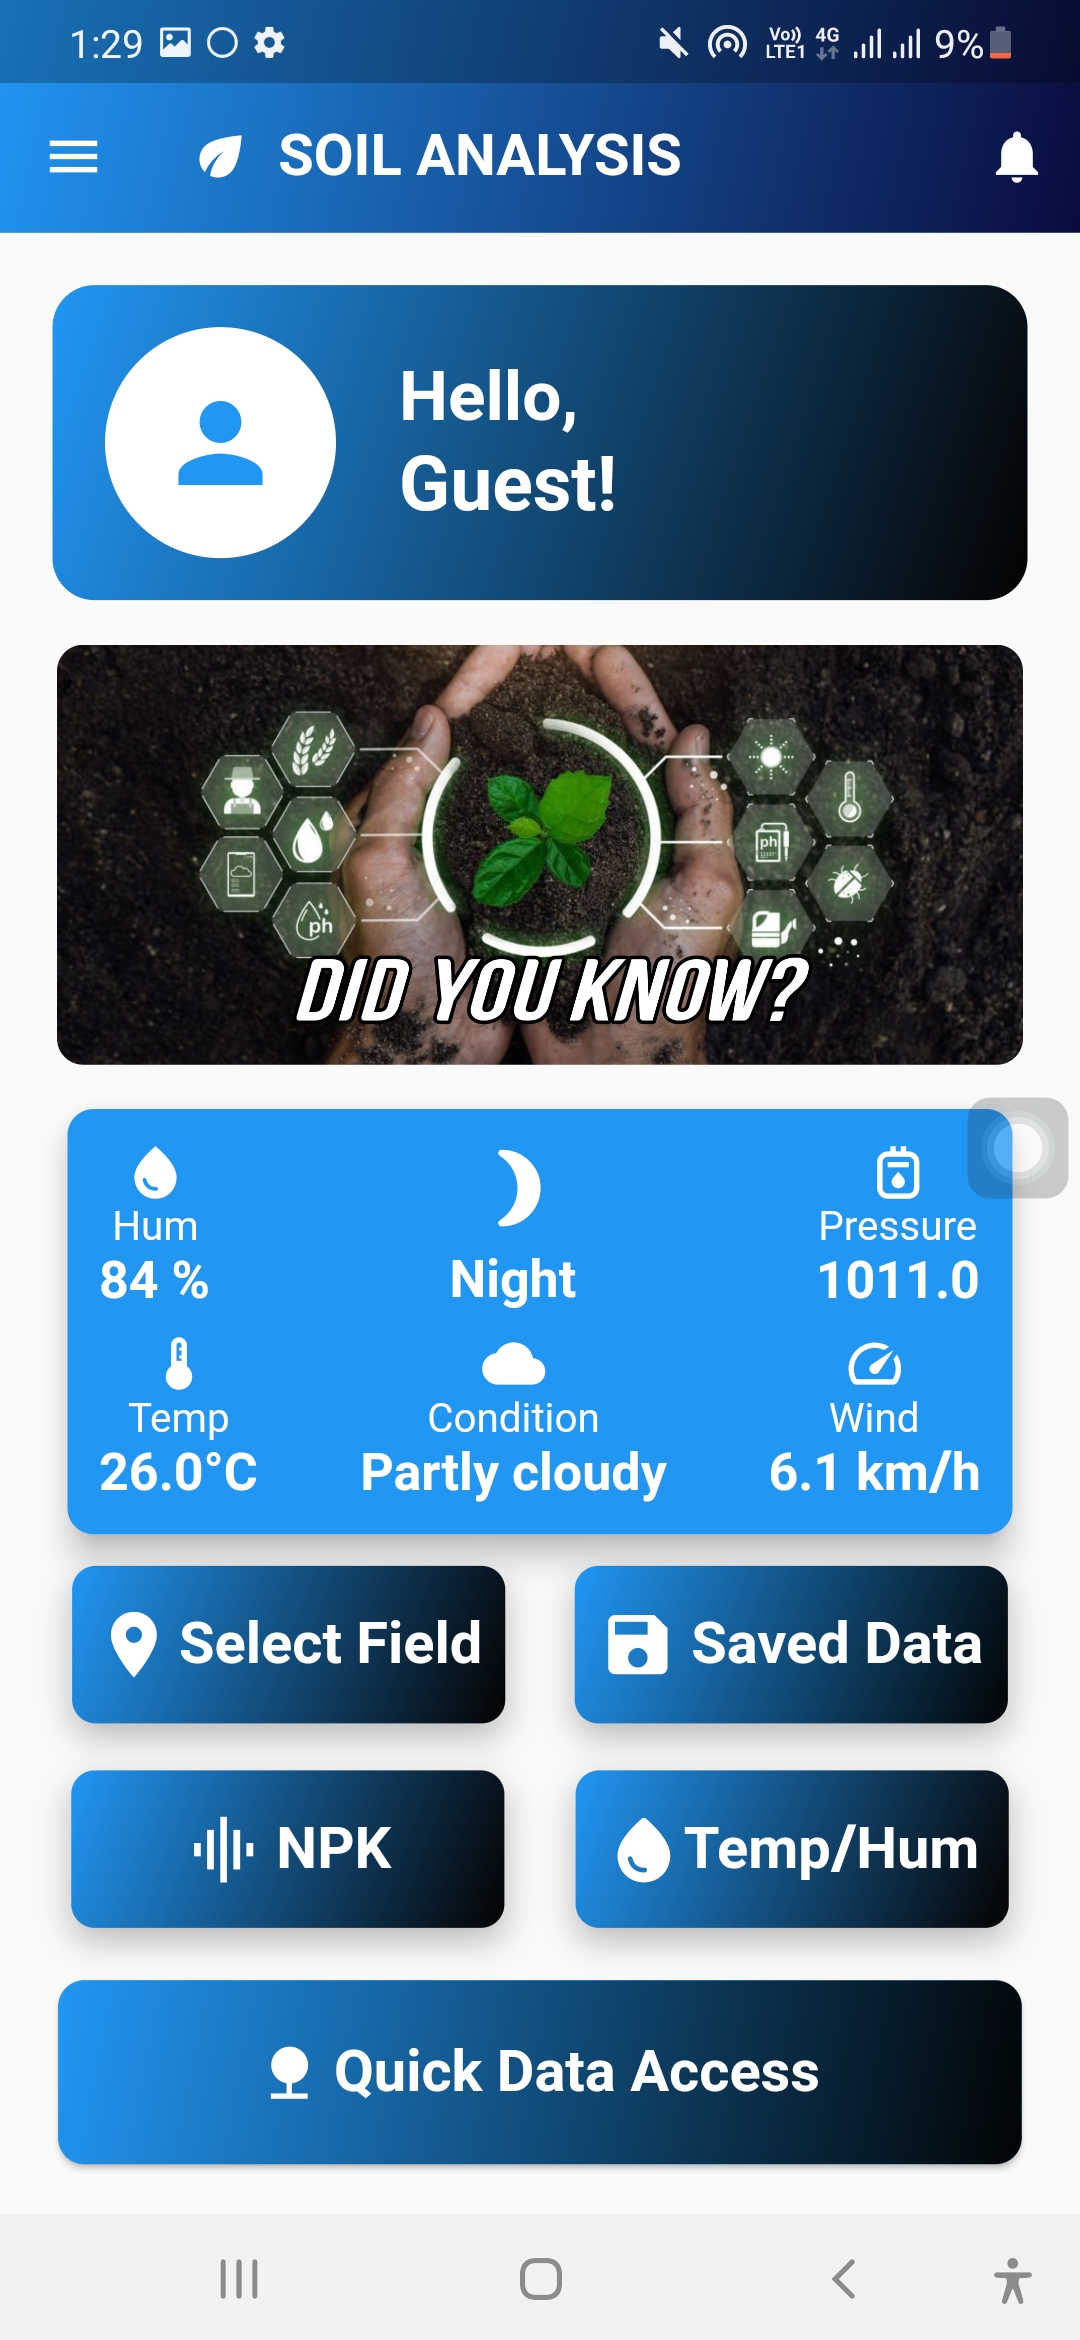 1:29
Vo)) 4G
LTE1
9%
SOIL ANALYSIS
Hello,
Guest!
ph
ph
DID YOU KNOW?
Hum
84 %
Night
Pressure
1011.0
Temp
26.0°C
Condition
Partly cloudy
Wind
6.1 km/h
Select Field
Saved Data
NPK
Temp/Hum
Quick Data Access